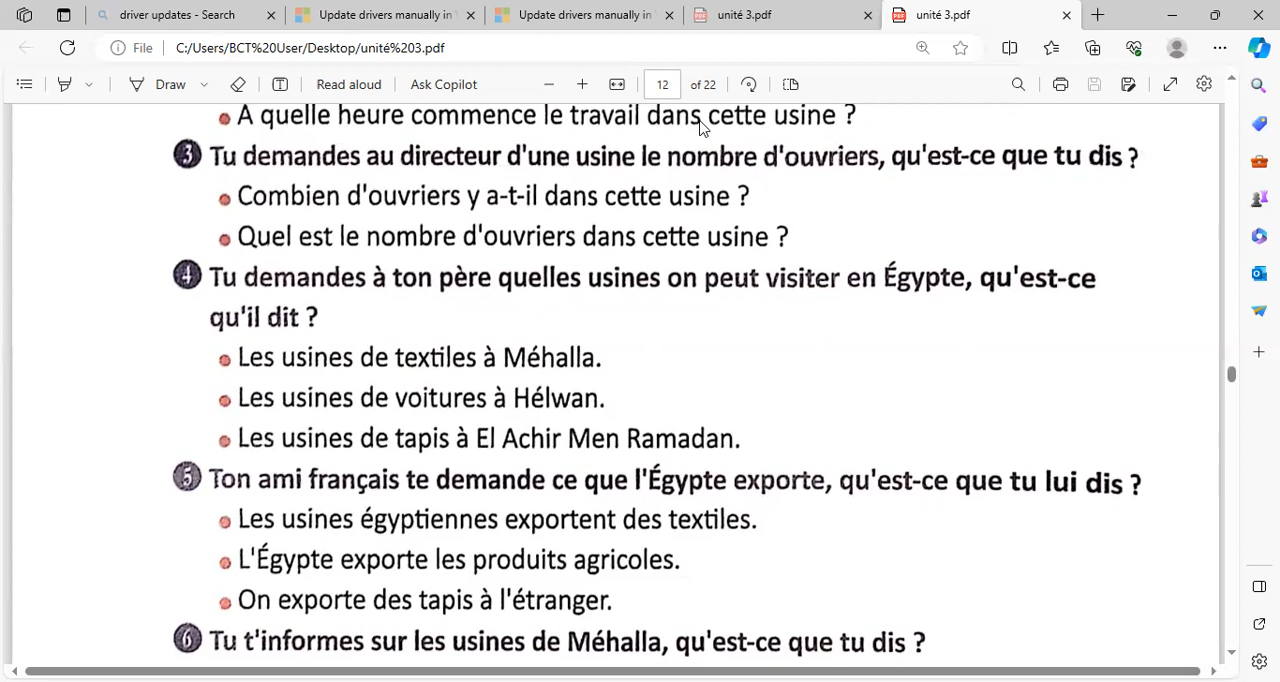 driver updates - Search
Update drivers manually in
Update drivers manually in
unité 3.pdf
unité 3.pdf
File
C:/Users/BCT%20User/Desktop/unité%203.pdf
Draw
Read aloud
Ask Copilot
12
of 22
A quelle heure commence le travail dans cette usine ?
3 Tu demandes au directeur d'une usine le nombre d'ouvriers, qu'est-ce que tu dis ?
Combien d'ouvriers y a-t-il dans cette usine ?
Quel est le nombre d'ouvriers dans cette usine ?
4 Tu demandes à ton père quelles usines on peut visiter en Égypte, qu'est-ce
qu'il dit ?
Les usines de textiles à Méhalla.
Les usines de voitures à Hélwan.
Les usines de tapis à El Achir Men Ramadan.
5 Ton ami français te demande ce que l'Égypte exporte, qu'est-ce que tu lui dis ?
Les usines égyptiennes exportent des textiles.
L'Égypte exporte les produits agricoles.
On exporte des tapis à l'étranger.
6 Tu t'informes sur les usines de Méhalla, qu'est-ce que tu dis ?